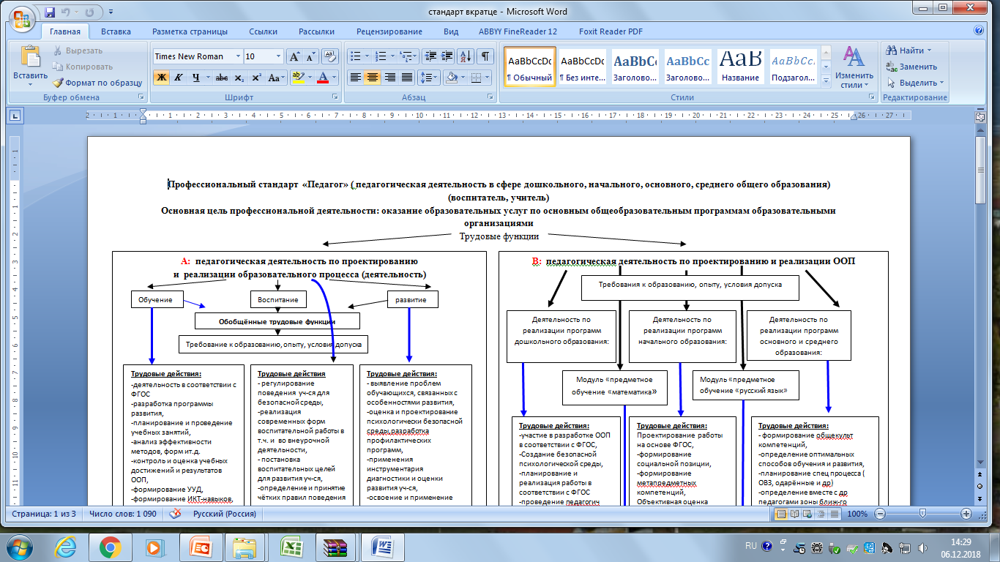 стандарт вкратце - Microsoft Word
Главная Вставка Разметка страницы Ссылки Рассылки Рецензирование Вид ABBYY FineReader 12 Foxit Reader PDF
Вставить
Вырезать
Копировать
Формат по образцу
Буфер обмена
Times New Roman 10
Ж К Ч abc x₂ x² Aa
Шрифт
Абзац
AaBbCcDc AaBbCcDc AaBbC AaBbCc AaB AaBbCc.
¶ Обычный ¶ Без инте... Заголово... Заголово... Название Подзагол...
Изменить стили
Стили
Найти
Заменить
Выделить
Редактирование
2 1 1 2 3 4 5 6 7 8 9 10 11 12 13 14 15 16 17 18 19 20 21 22 23 24 25 26 27
Профессиональный стандарт «Педагог» ( педагогическая деятельность в сфере дошкольного, начального, основного, среднего общего образования)
(воспитатель, учитель)
Основная цель профессиональной деятельности: оказание образовательных услуг по основным общеобразовательным программам образовательными
организациями
Трудовые функции
А: педагогическая деятельность по проектированию
и реализации образовательного процесса (деятельность)
Обучение
Воспитание
развитие
Обобщённые трудовые функции
Требование к образованию, опыту, условия допуска
Трудовые действия:
-деятельность в соответствии с
ФГОС
-разработка программы
развития,
-планирование и проведение
учебных занятий,
-анализ эффективности
методов, форм ит.д.
-контроль и оценка учебных
достижений и результатов
ООП,
-формирование УУД,
-формирование ИКТ-навыков,
Трудовые действия
- регулирование
поведения уч-ся для
безопасной среды,
-реализация
современных форм
воспитательной работы в
т.ч. и во внеурочной
деятельности,
- постановка
воспитательных целей
для развития уч-ся,
-определение и принятие
чётких правил поведения
Трудовые действия:
- выявление проблем
обучающихся, связанных с
особенностями развития,
-оценка и проектирование
психологически безопасной
среды,разработка
профилактических
программ,
-применения
инструментария
диагностики и оценки
развития уч-ся,
-освоение и применение
В: педагогическая деятельность по проектированию и реализации ООП
Требования к образованию, опыту, условия допуска
Деятельность по
реализации программ
дошкольного образования:
Деятельность по
реализации программ
начального образования:
Деятельность по
реализации программ
основного и среднего
образования:
Модуль «предметное
обучение «математика»
Модуль «предметное
обучение «русский язык»
Трудовые действия:
-участие в разработке ООП
в соответствии с ФГОС,
-Создание безопасной
психологической среды,
-планирование и
реализация работы в
соответствии с ФГОС
- проведение педагогич
Трудовые действия:
Проектирование работы
на основе ФГОС,
-формирование
социальной позиции,
-формирование
метапредметных
компетенций,
Объективная оценка
Трудовые действия:
- формирование общекульт
компетенций,
-определение оптимальных
способов обучения и развития,
-планирование спец процесса (
ОВЗ, одарённые и др)
-определение вместе с др
педагогами зоны ближ-го
Страница: 1 из 3 Число слов: 1 090 Русский (Россия) 100%
RU 14:29
06.12.2018